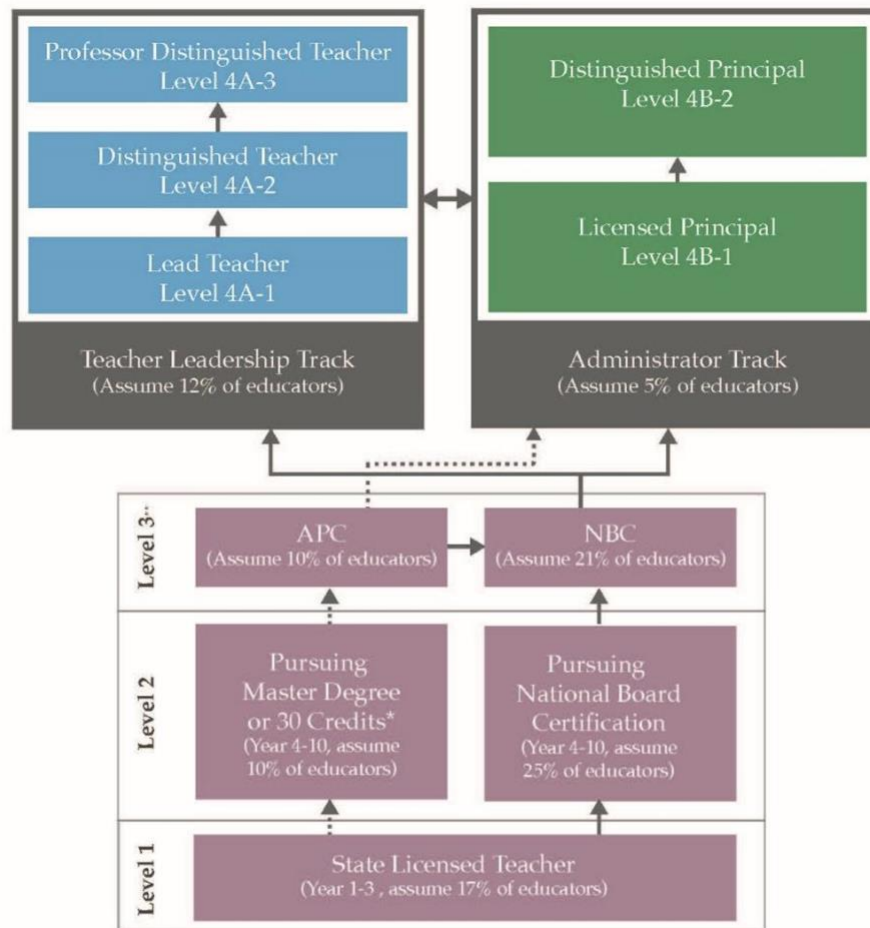 Professor Distinguished Teacher
Level 4A-3
Distinguished Teacher
Level 4A-2
Lead Teacher
Level 4A-1
Teacher Leadership Track
(Assume 12% of educators)
Distinguished Principal
Level 4B-2
Licensed Principal
Level 4B-1
Administrator Track
(Assume 5% of educators)
Level 3**
APC
(Assume 10% of educators)
NBC
(Assume 21% of educators)
Level 2
Pursuing
Master Degree
or 30 Credits*
(Year 4-10, assume
10% of educators)
Pursuing
National Board
Certification
(Year 4-10, assume
25% of educators)
Level 1
State Licensed Teacher
(Year 1-3 , assume 17% of educators)